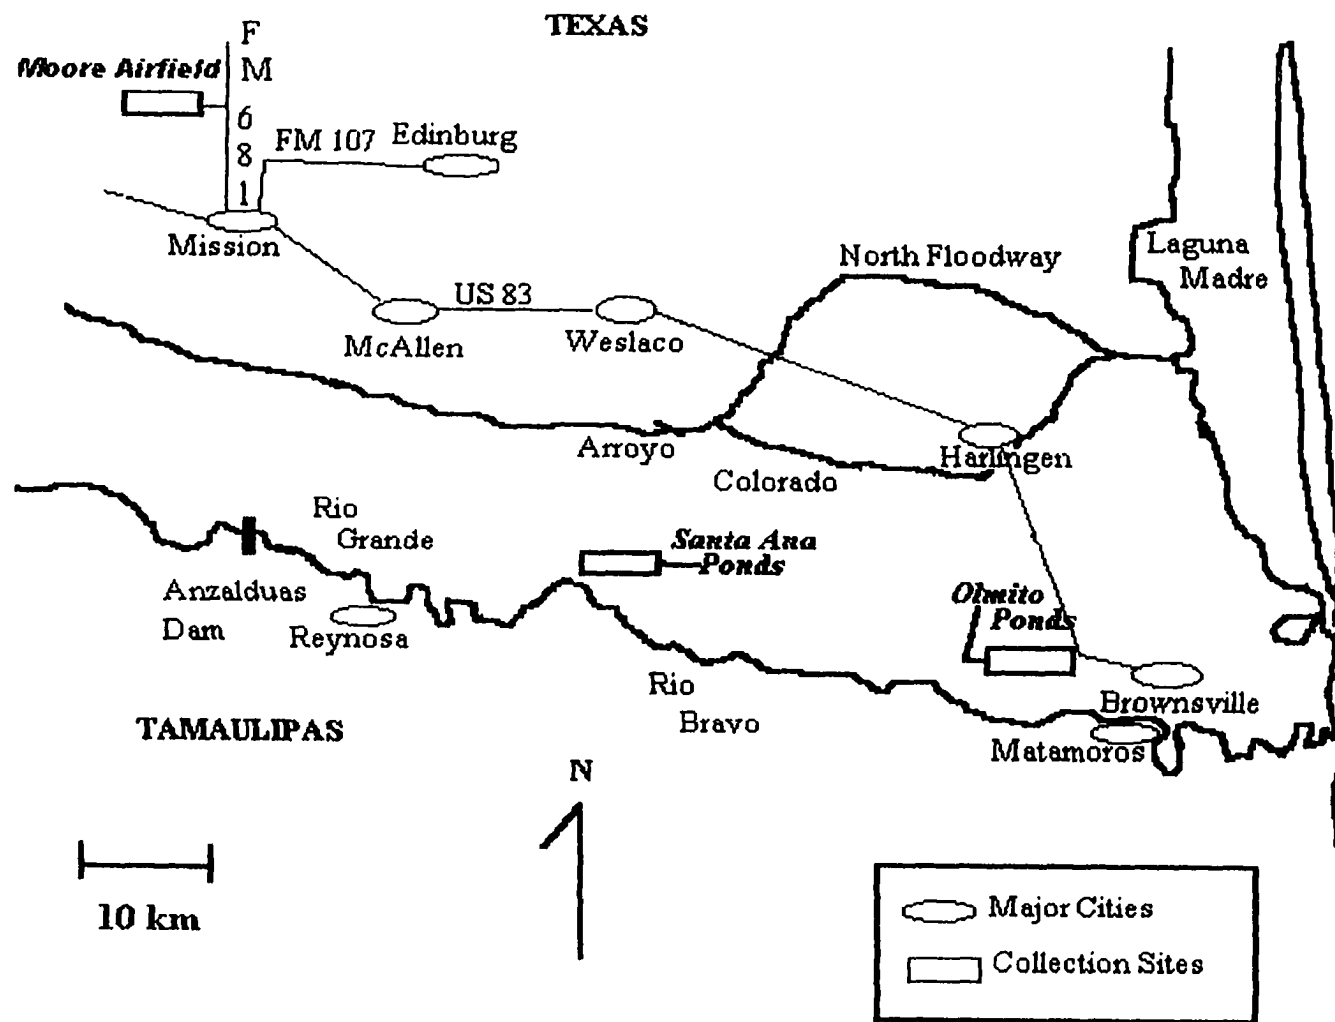 TEXAS
F
M
6
8
1
Moore Airfield
FM 107
Edinburg
Mission
US 83
McAllen
Weslaco
North Floodway
Laguna
Madre
Arroyo
Colorado
Harlingen
Rio
Grande
Anzalduas
Dam
Reynosa
Santa Ana
Ponds
Olmito
Ponds
Rio
Bravo
Brownsville
Matamoros
TAMAULIPAS
N
10 km
Major Cities
Collection Sites